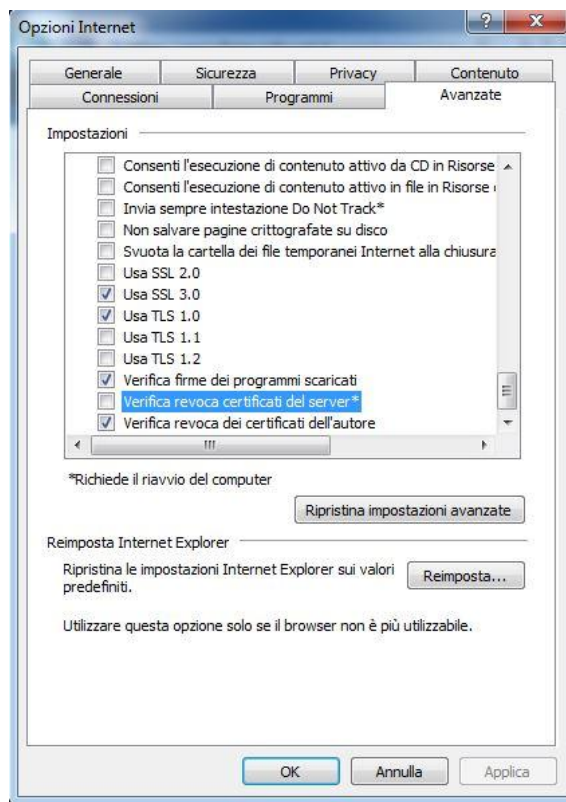 Opzioni Internet
Generale Sicurezza Privacy Contenuto
Connessioni Programmi Avanzate
Impostazioni
Consenti l'esecuzione di contenuto attivo da CD in Risorse
Consenti l'esecuzione di contenuto attivo in file in Risorse
Invia sempre intestazione Do Not Track*
Non salvare pagine crittografate su disco
Svuota la cartella dei file temporanei Internet alla chiusura
Usa SSL 2.0
Usa SSL 3.0
Usa TLS 1.0
Usa TLS 1.1
Usa TLS 1.2
Verifica firme dei programmi scaricati
Verifica revoca certificati del server*
Verifica revoca dei certificati dell'autore
*Richiede il riavvio del computer
Ripristina impostazioni avanzate
Reimposta Internet Explorer
Ripristina le impostazioni Internet Explorer sui valori
predefiniti.
Reimposta...
Utilizzare questa opzione solo se il browser non è più utilizzabile.
OK Annulla Applica